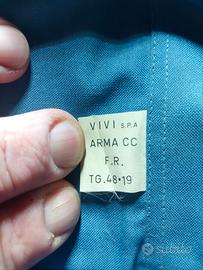 VIVI S.P.A
ARMA CC
F.R.
TG.48•19
subito